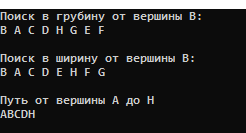 Поиск в грубину от вершины B:
B A C D H G E F
Поиск в ширину от вершины B:
B A C D E H F G
Путь от вершины А до Н
ABCDH